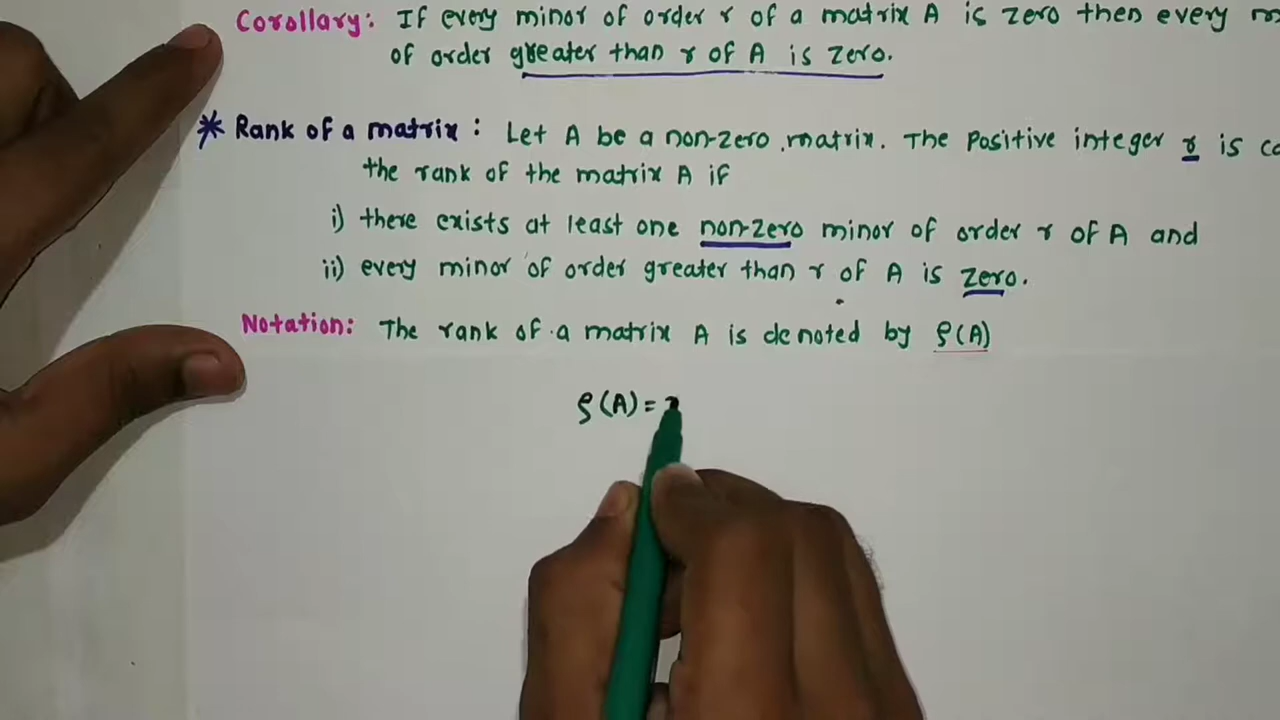 Corollary: If every minor of order r of a matrix A is zero then every
of order greater than r of A is zero.
* Rank of a matrix: Let A be a non-zero matrix. The positive integer r is
the rank of the matrix A if
i) there exists at least one non-zero minor of order r of A and
ii) every minor of order greater than r of A is zero.
Notation: The rank of a matrix A is denoted by ρ(A)
ρ(A) =